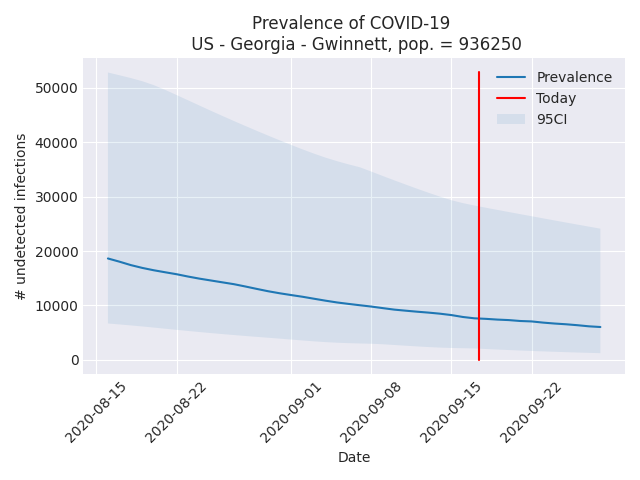 Prevalence of COVID-19
US - Georgia - Gwinnett, pop. = 936250
Prevalence
Today
95CI
50000
40000
30000
20000
10000
0
# undetected infections
2020-08-15
2020-08-22
2020-09-01
2020-09-08
2020-09-15
2020-09-22
Date